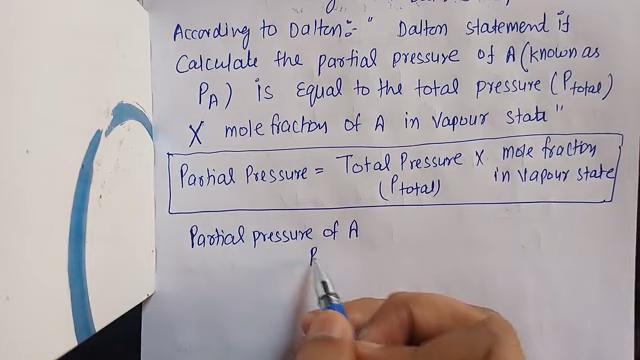 According to Dalton:- " Dalton statement if
Calculate the partial pressure of A (known as
PA) is equal to the total pressure (Ptotal)
X mole fraction of A in vapour state"
Partial Pressure = Total Pressure X mole fraction
(Ptotal) in vapour state
Partial pressure of A
P